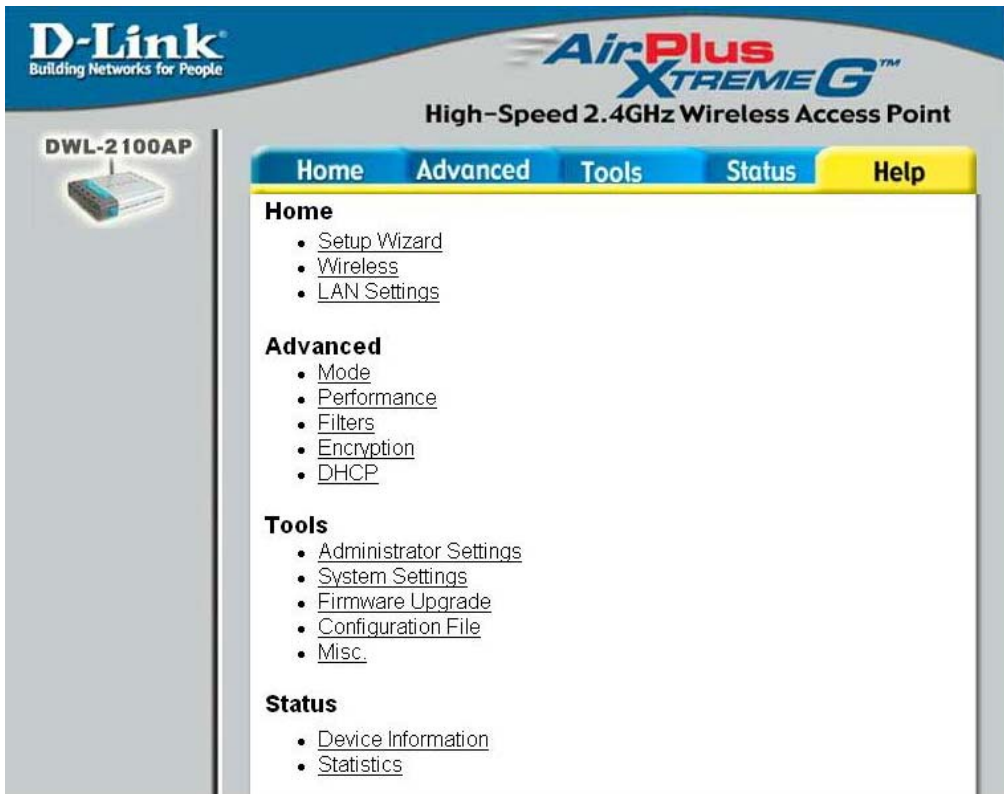 D-Link
Building Networks for People
AirPlus
XTREME G™
High-Speed 2.4GHz Wireless Access Point
DWL-2100AP
Home Advanced Tools Status Help
Home
• Setup Wizard
• Wireless
• LAN Settings
Advanced
• Mode
• Performance
• Filters
• Encryption
• DHCP
Tools
• Administrator Settings
• System Settings
• Firmware Upgrade
• Configuration File
• Misc.
Status
• Device Information
• Statistics